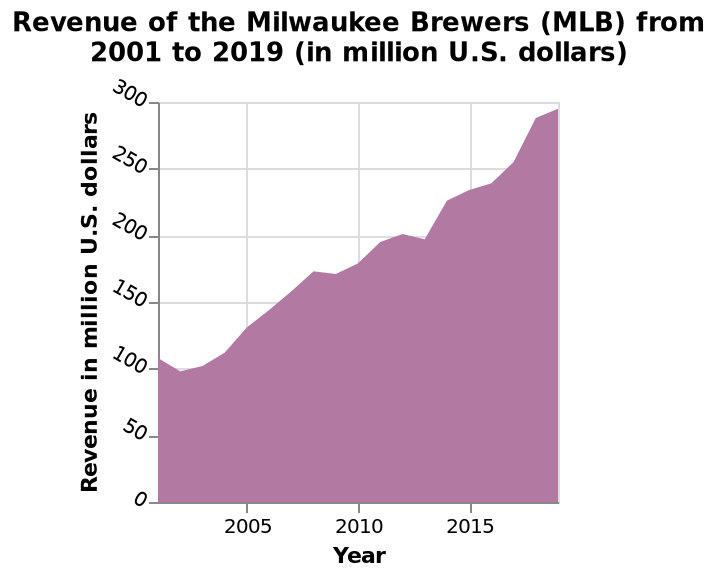 Revenue of the Milwaukee Brewers (MLB) from
2001 to 2019 (in million U.S. dollars)
300
250
200
150
100
50
0
Revenue in million U.S. dollars
2005 2010 2015
Year